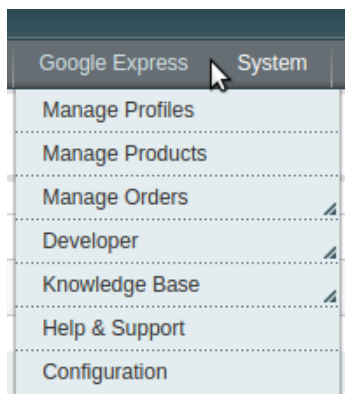 Google Express System
Manage Profiles
Manage Products
Manage Orders
Developer
Knowledge Base
Help & Support
Configuration